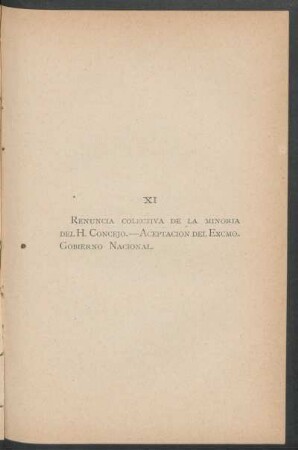 XI
Renuncia colectiva de la minoria
del H. Concejo.—Aceptacion del Excmo.
Gobierno Nacional.